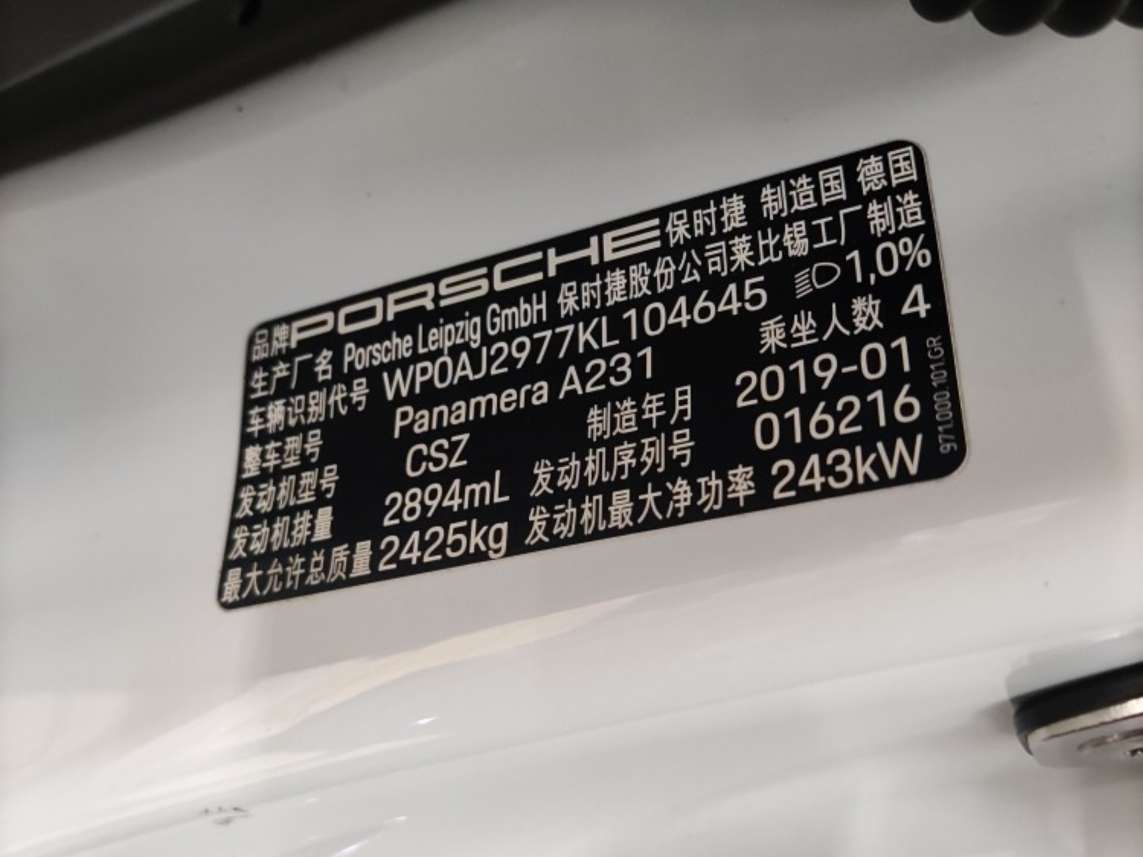 品牌 PORSCHE 保时捷 制造国 德国
生产厂名 Porsche Leipzig GmbH 保时捷股份公司莱比锡工厂制造
车辆识别代号 WP0AJ2977KL104645 1,0%
整车型号 Panamera A231 乘坐人数 4
发动机型号 CSZ 制造年月 2019-01
发动机排量 2894mL 发动机序列号 016216
最大允许总质量 2425kg 发动机最大净功率 243kW
971.000.101.GR